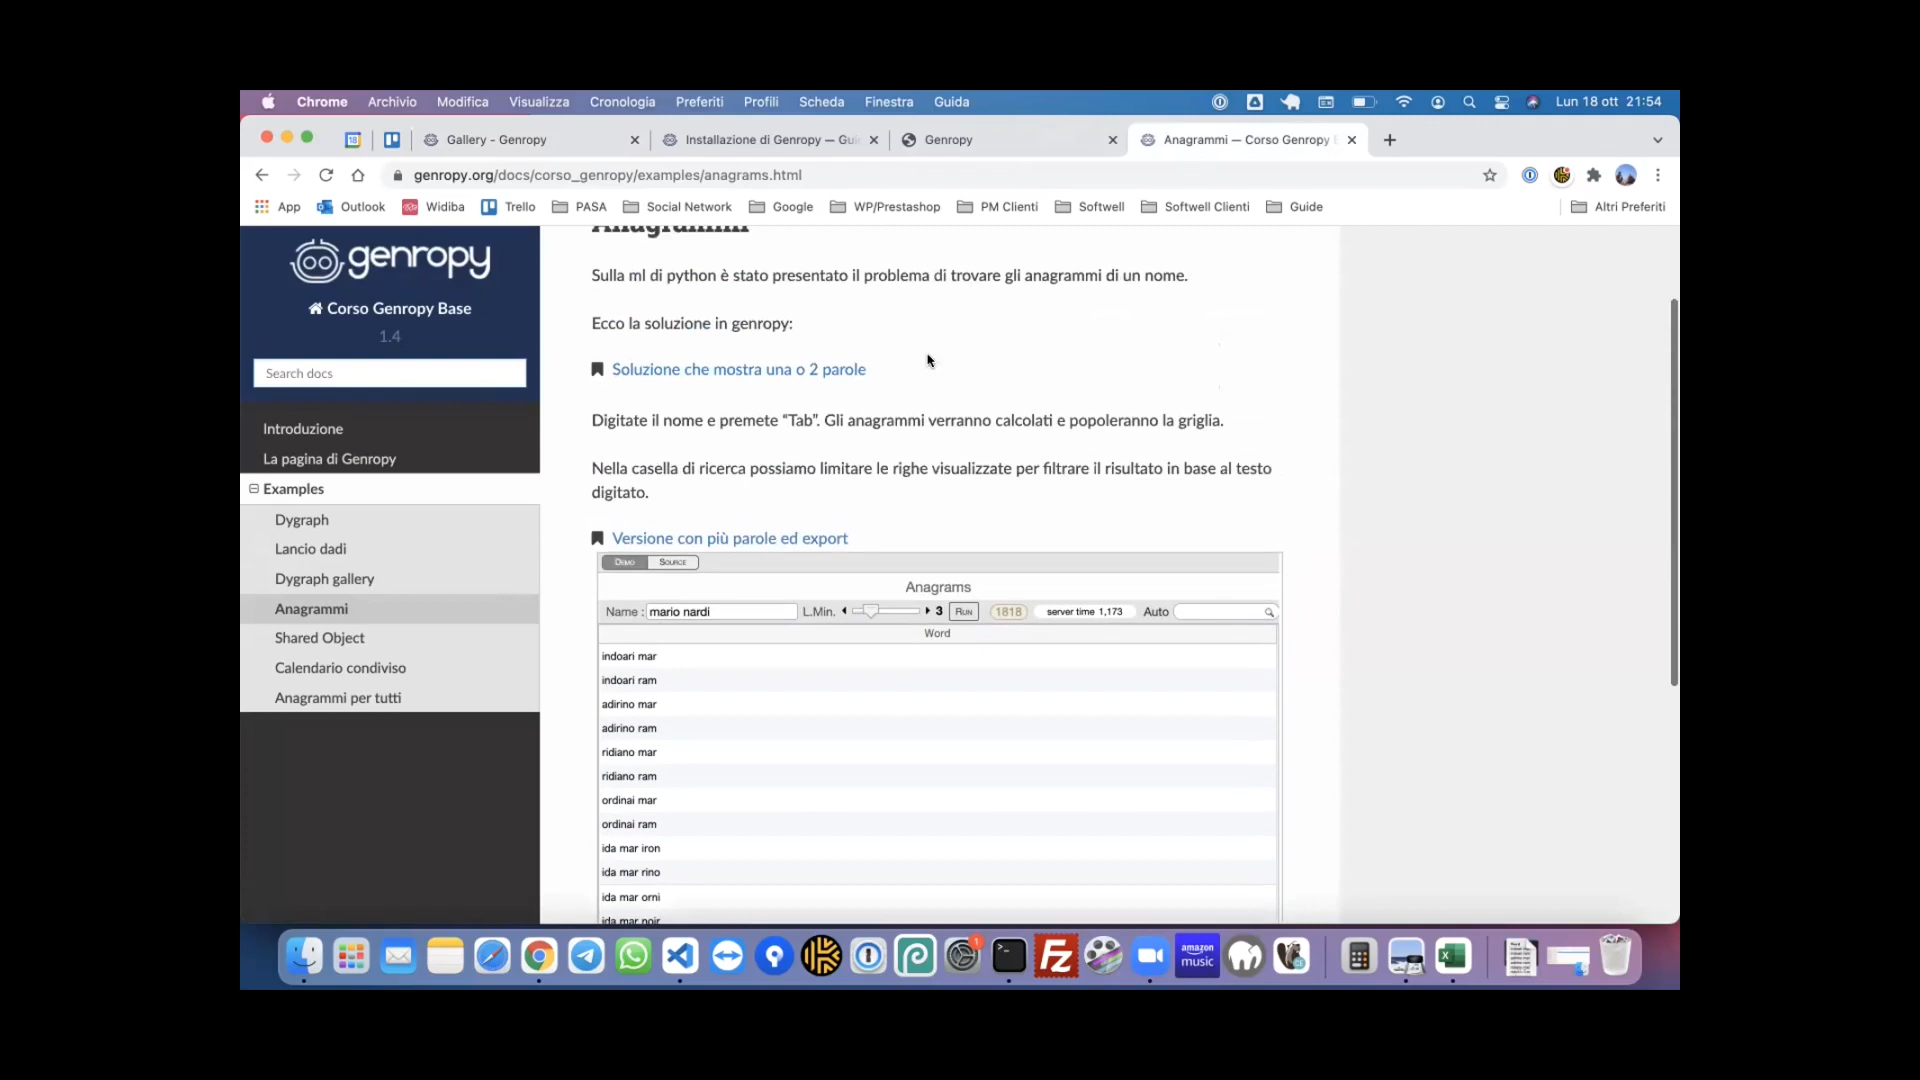 Chrome Archivio Modifica Visualizza Cronologia Preferiti Profili Scheda Finestra Guida Lun 18 ott 21:54
18 Gallery - Genropy Installazione di Genropy — Gui Genropy Anagrammi — Corso Genropy
genropy.org/docs/corso_genropy/examples/anagrams.html
App Outlook Widiba Trello PASA Social Network Google WP/Prestashop PM Clienti Softwell Softwell Clienti Guide Altri Preferiti
genropy
Corso Genropy Base
1.4
Search docs
Introduzione
La pagina di Genropy
Examples
Dygraph
Lancio dadi
Dygraph gallery
Anagrammi
Shared Object
Calendario condiviso
Anagrammi per tutti
Anagrammi
Sulla ml di python è stato presentato il problema di trovare gli anagrammi di un nome.
Ecco la soluzione in genropy:
Soluzione che mostra una o 2 parole
Digitate il nome e premete “Tab”. Gli anagrammi verranno calcolati e popoleranno la griglia.
Nella casella di ricerca possiamo limitare le righe visualizzate per filtrare il risultato in base al testo
digitato.
Versione con più parole ed export
Demo Source
Anagrams
Name : mario nardi L.Min. 3 Run 1818 server time 1,173 Auto
Word
indoari mar
indoari ram
adirino mar
adirino ram
ridiano mar
ridiano ram
ordinai mar
ordinai ram
ida mar iron
ida mar rino
ida mar orni
ida mar noir
1
amazon
music